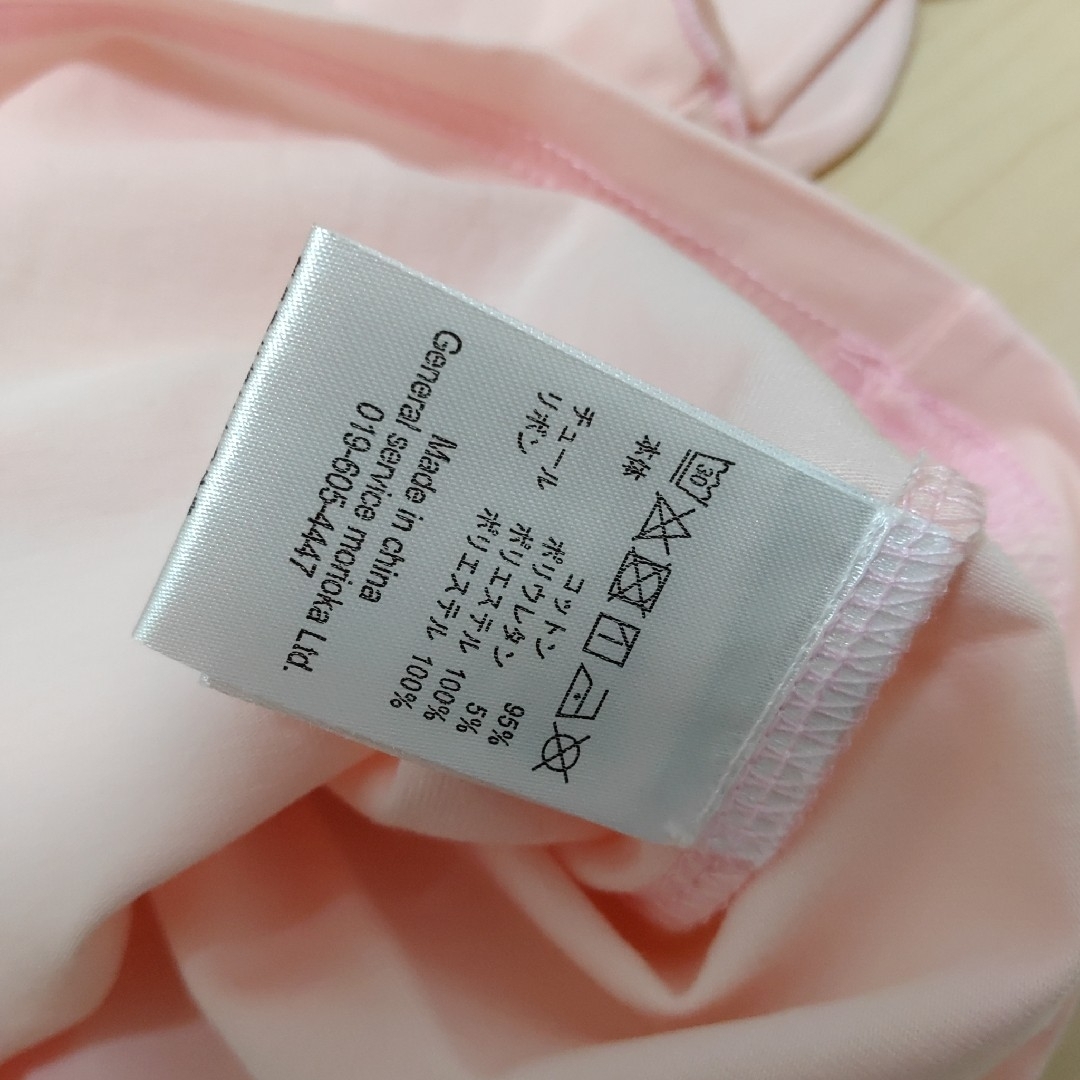 30
本体 コットン 95%
ポリウレタン 5%
チュール ポリエステル 100%
リボン ポリエステル 100%
Made in china
General service morioka Ltd.
019-605-4447